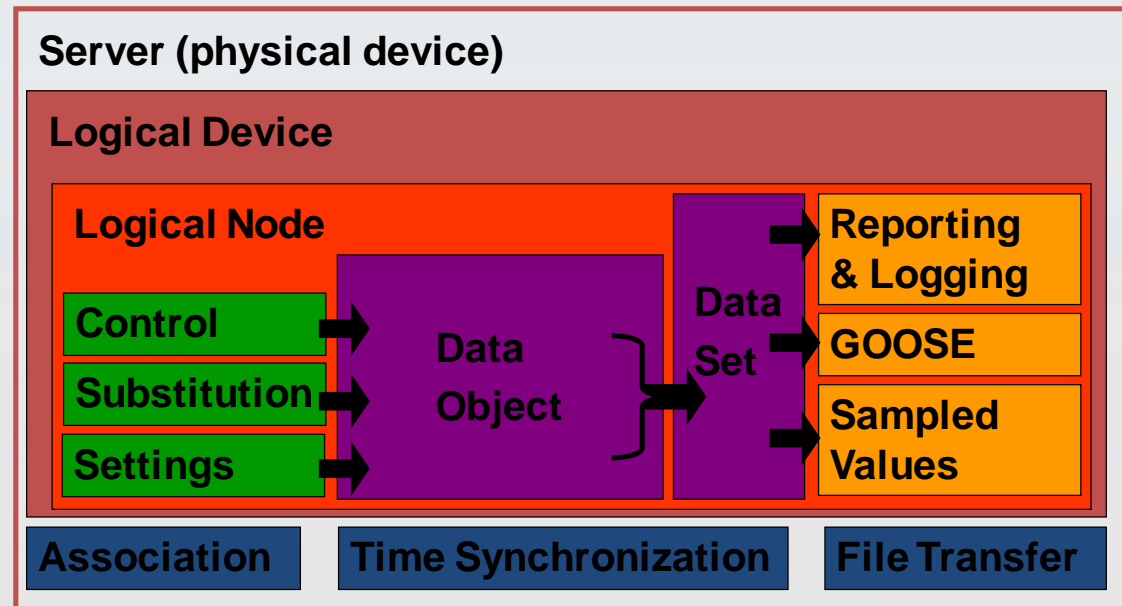 Server (physical device)
Logical Device
Logical Node
Control
Substitution
Settings
Data
Object
Data
Set
Reporting
& Logging
GOOSE
Sampled
Values
Association
Time Synchronization
File Transfer